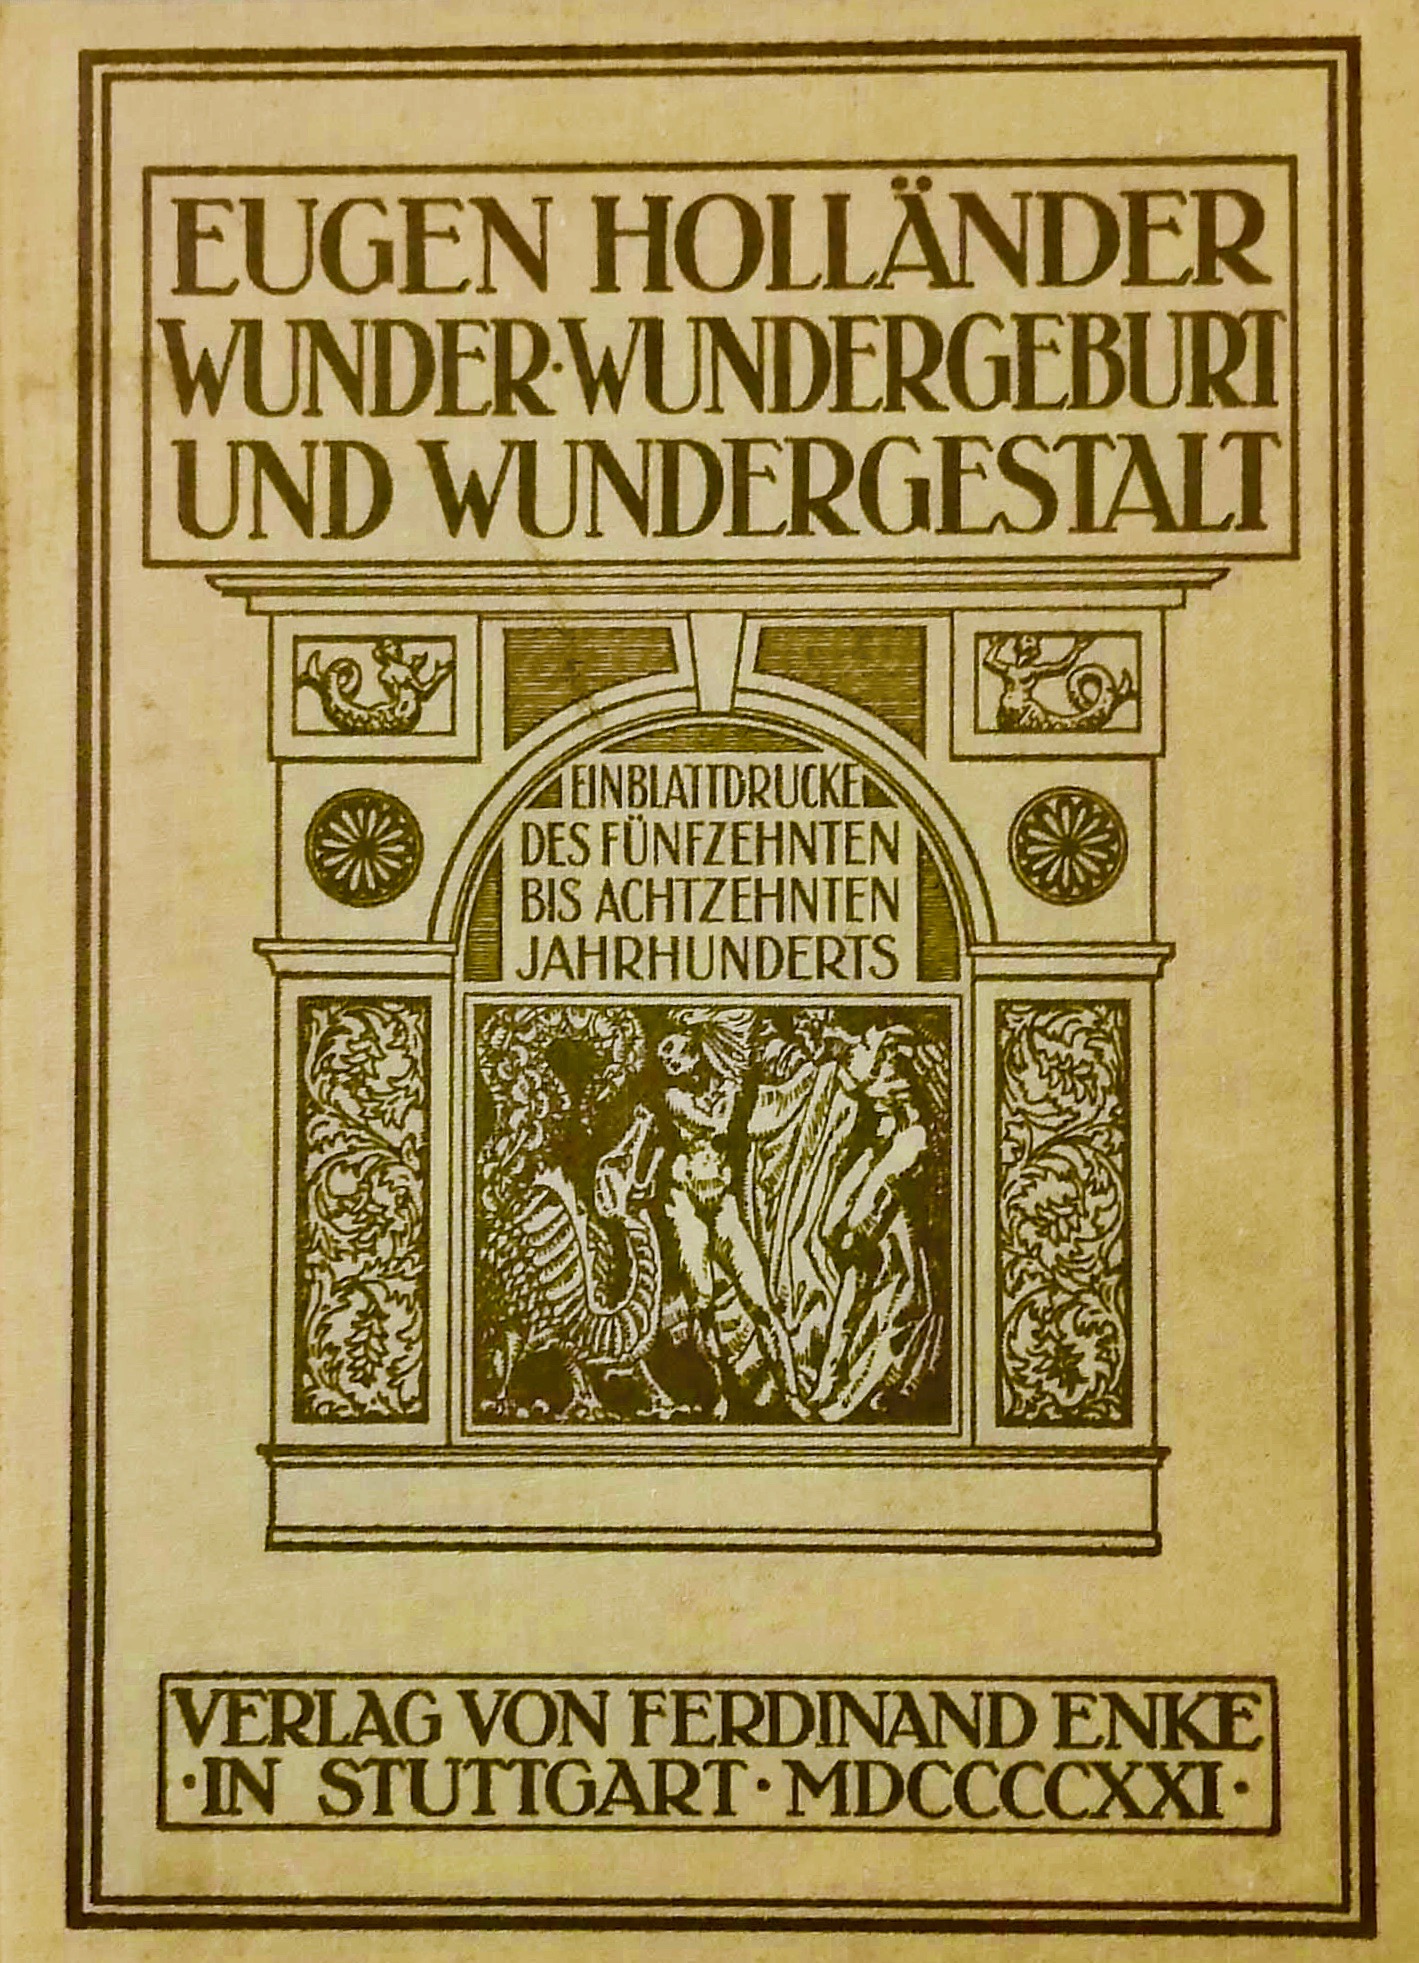 EUGEN HOLLÄNDER
WUNDER·WUNDERGEBURT
UND WUNDERGESTALT
EINBLATTDRUCKE
DES FÜNFZEHNTEN
BIS ACHTZEHNTEN
JAHRHUNDERTS
VERLAG VON FERDINAND ENKE
·IN STUTTGART·MDCCCCXXI·